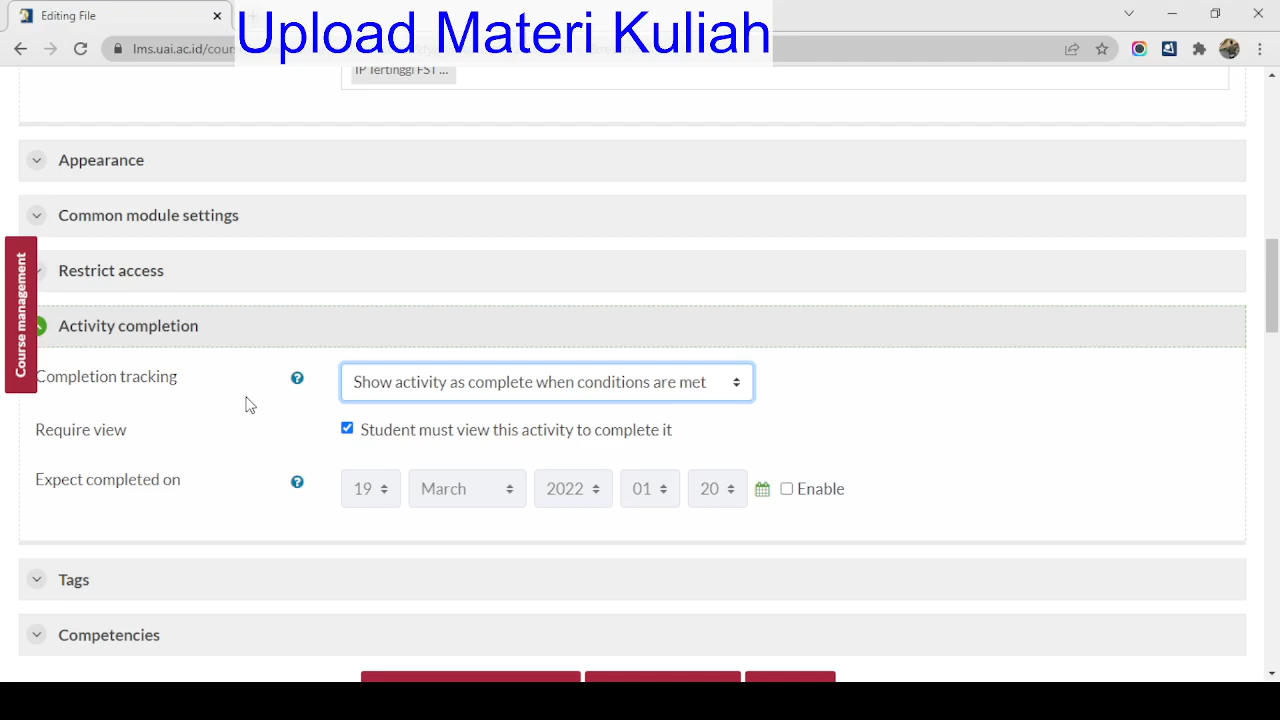 Editing File
Upload Materi Kuliah
lms.uai.ac.id/cour
IP Tertinggi FST ...
Appearance
Common module settings
Restrict access
Course management
Activity completion
Completion tracking
Show activity as complete when conditions are met
Require view
Student must view this activity to complete it
Expect completed on
19 March 2022 01 20 Enable
Tags
Competencies